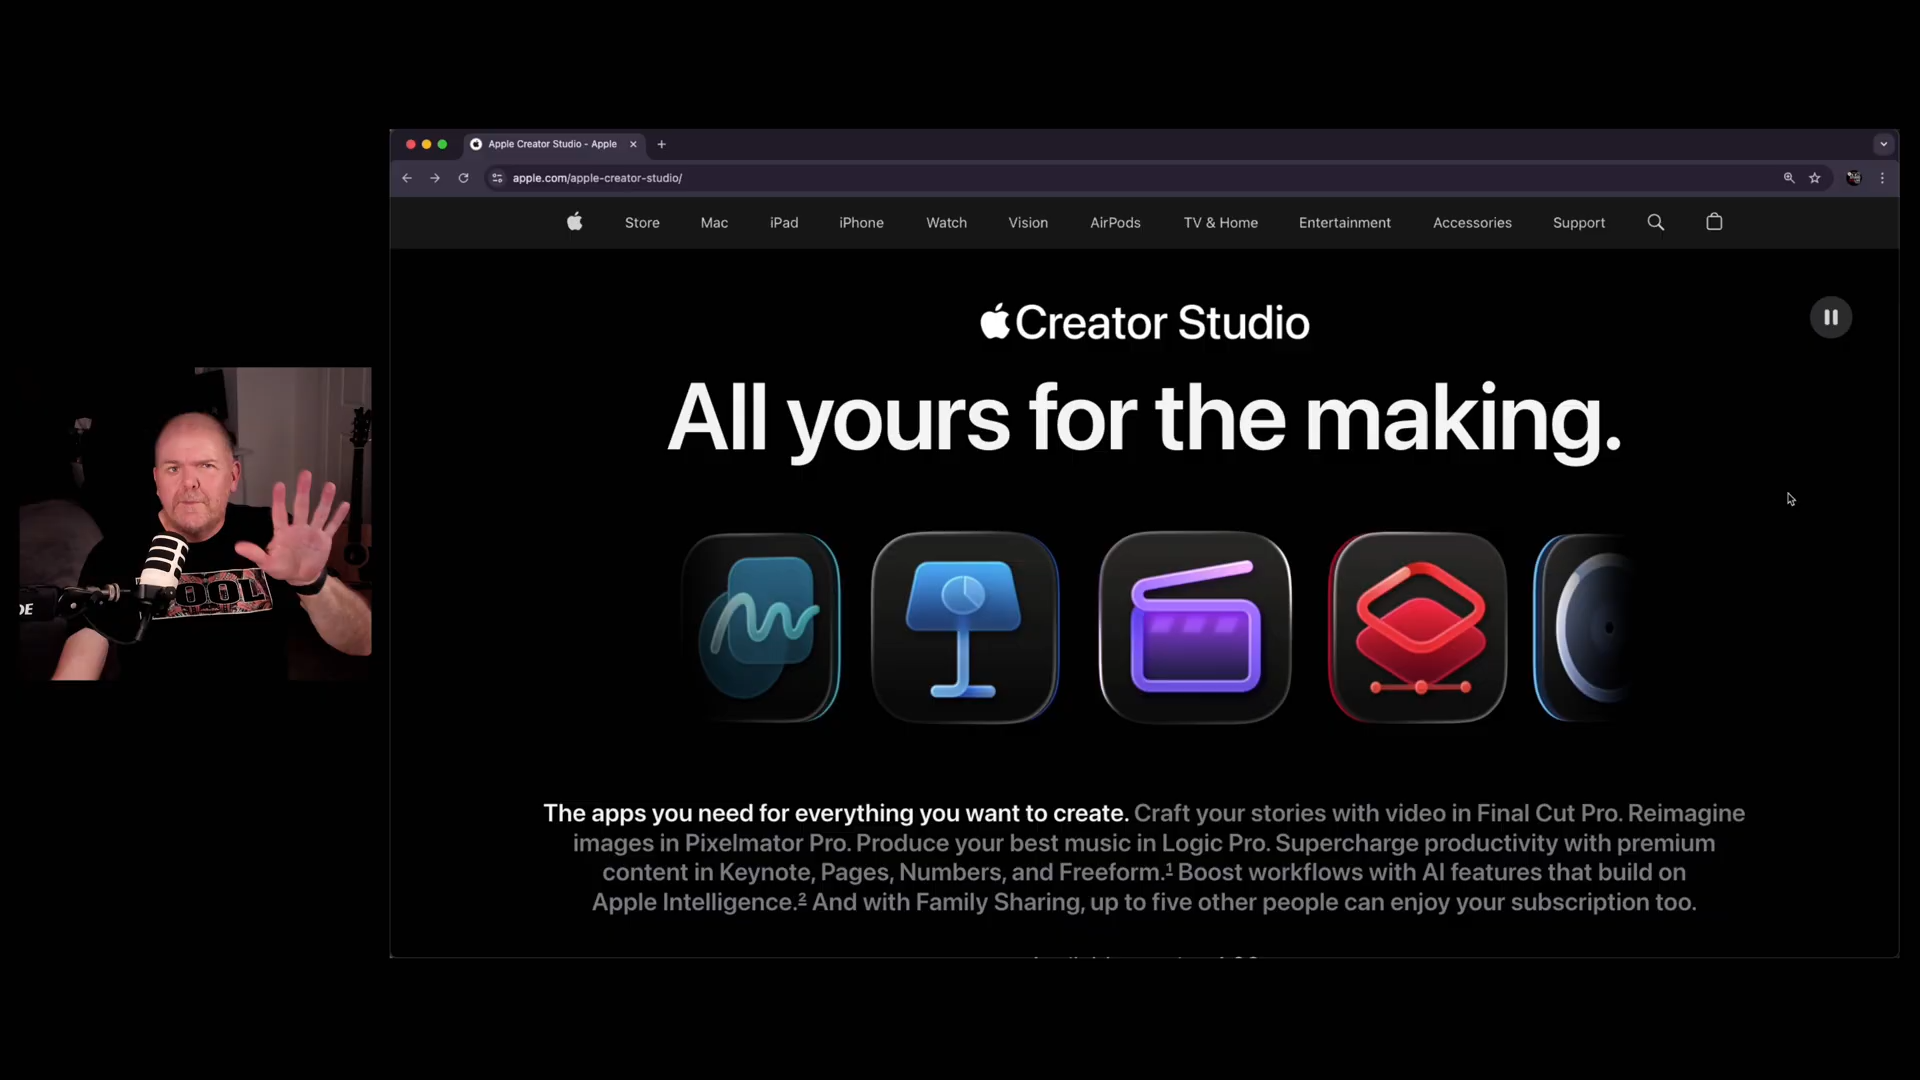 Apple Creator Studio - Apple
apple.com/apple-creator-studio/
Store Mac iPad iPhone Watch Vision AirPods TV & Home Entertainment Accessories Support
Creator Studio
All yours for the making.
OOL
DE
The apps you need for everything you want to create. Craft your stories with video in Final Cut Pro. Reimagine
images in Pixelmator Pro. Produce your best music in Logic Pro. Supercharge productivity with premium
content in Keynote, Pages, Numbers, and Freeform.1 Boost workflows with AI features that build on
Apple Intelligence.2 And with Family Sharing, up to five other people can enjoy your subscription too.